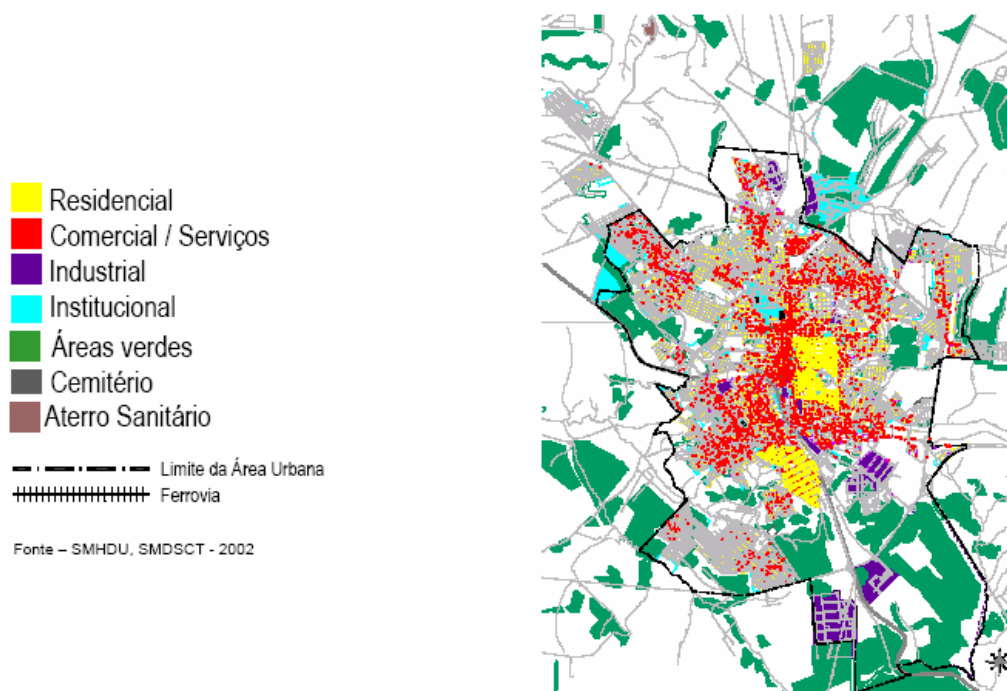 Residencial
Comercial / Serviços
Industrial
Institucional
Áreas verdes
Cemitério
Aterro Sanitário
Limite da Área Urbana
Ferrovia
Fonte – SMHDU, SMDSCT - 2002